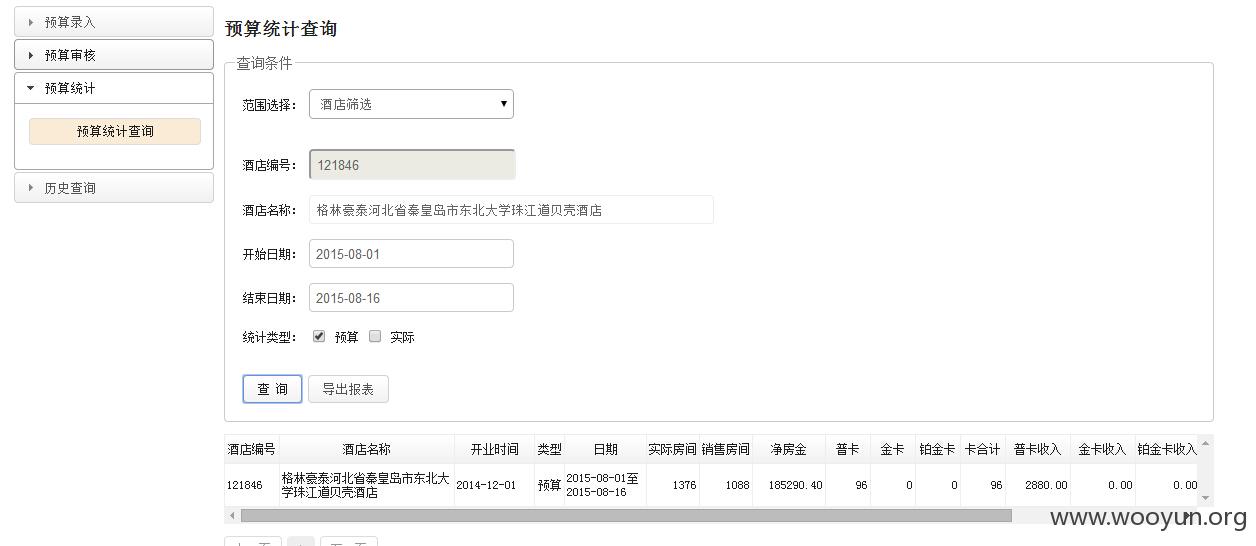 预算录入
预算审核
预算统计
预算统计查询
历史查询
预算统计查询
查询条件
范围选择： 酒店筛选
酒店编号： 121846
酒店名称： 格林豪泰河北省秦皇岛市东北大学珠江道贝壳酒店
开始日期： 2015-08-01
结束日期： 2015-08-16
统计类型： 预算 实际
查 询 导出报表
酒店编号 酒店名称 开业时间 类型 日期 实际房间 销售房间 净房金 普卡 金卡 铂金卡 卡合计 普卡收入 金卡收入 铂金卡收入
121846 格林豪泰河北省秦皇岛市东北大 2014-12-01 预算 2015-08-01至 1376 1088 185290.40 96 0 0 96 2880.00 0.00 0.00
学珠江道贝壳酒店 2015-08-16
www.wooyun.org